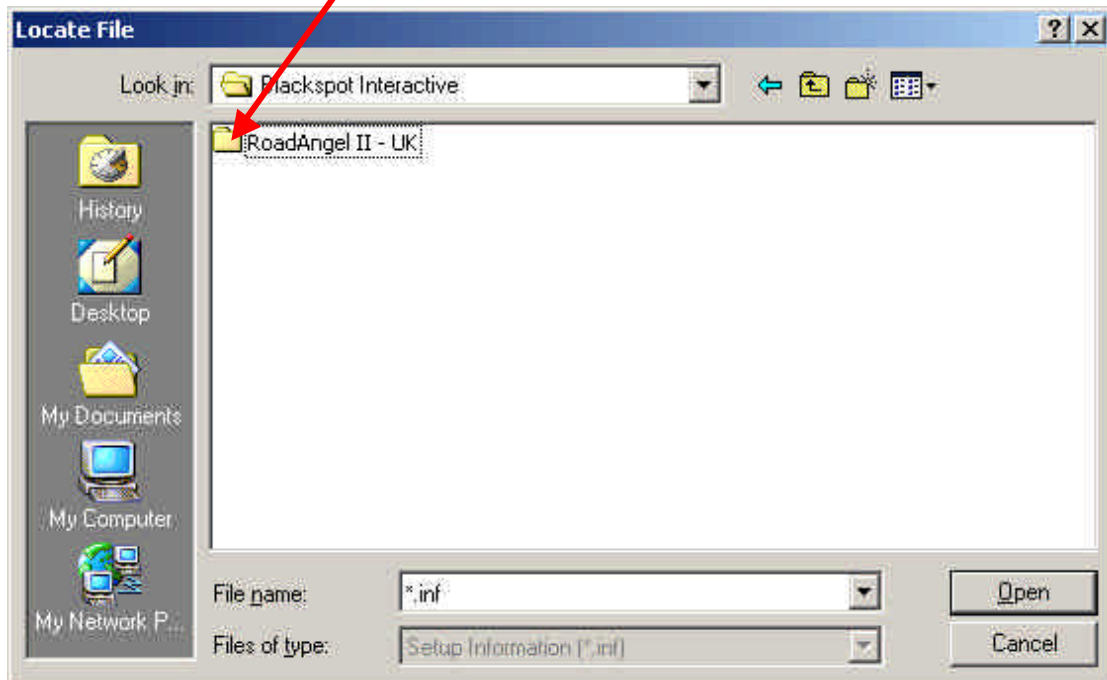 Locate File
Look in: Blackspot Interactive
RoadAngel II - UK
History
Desktop
My Documents
My Computer
My Network P...
File name: *.inf
Open
Files of type: Setup Information (*.inf)
Cancel